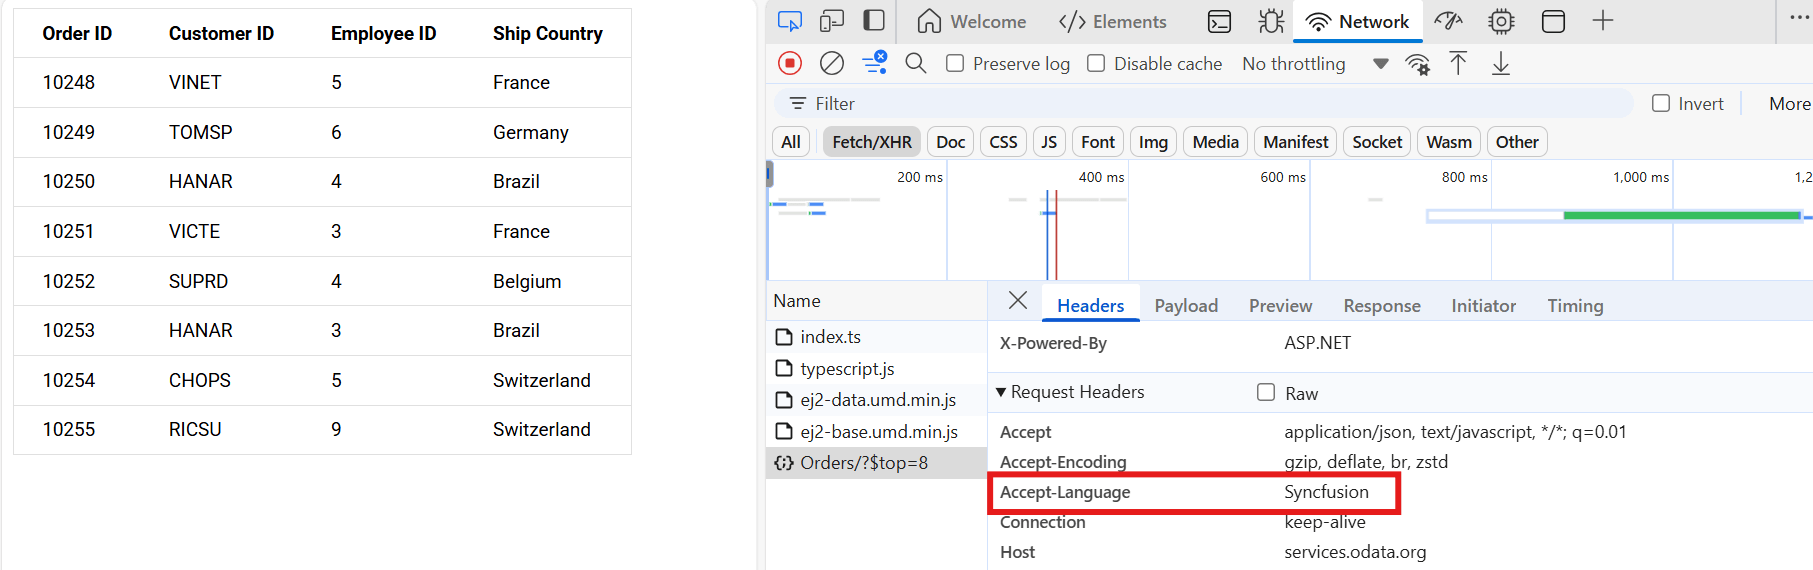 Order ID Customer ID Employee ID Ship Country
10248 VINET 5 France
10249 TOMSP 6 Germany
10250 HANAR 4 Brazil
10251 VICTE 3 France
10252 SUPRD 4 Belgium
10253 HANAR 3 Brazil
10254 CHOPS 5 Switzerland
10255 RICSU 9 Switzerland
Welcome Elements Network
Preserve log Disable cache No throttling
Filter Invert More
All Fetch/XHR Doc CSS JS Font Img Media Manifest Socket Wasm Other
200 ms 400 ms 600 ms 800 ms 1,000 ms 1,2
Name
index.ts
typescript.js
ej2-data.umd.min.js
ej2-base.umd.min.js
Orders/?$top=8
Headers Payload Preview Response Initiator Timing
X-Powered-By ASP.NET
Request Headers Raw
Accept application/json, text/javascript, */*; q=0.01
Accept-Encoding gzip, deflate, br, zstd
Accept-Language Syncfusion
Connection keep-alive
Host services.odata.org